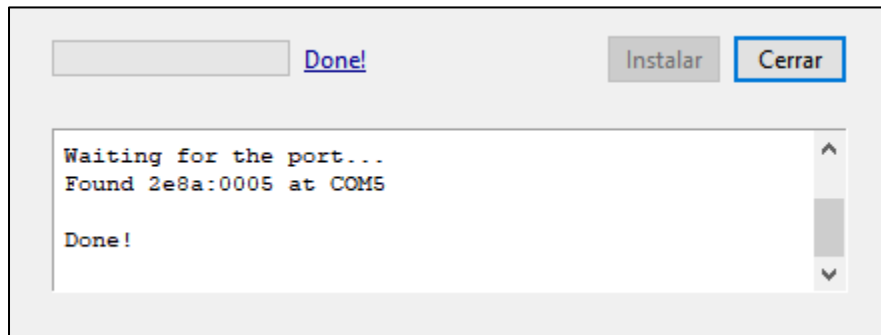 Done!
Instalar
Cerrar
Waiting for the port...
Found 2e8a:0005 at COM5
Done!